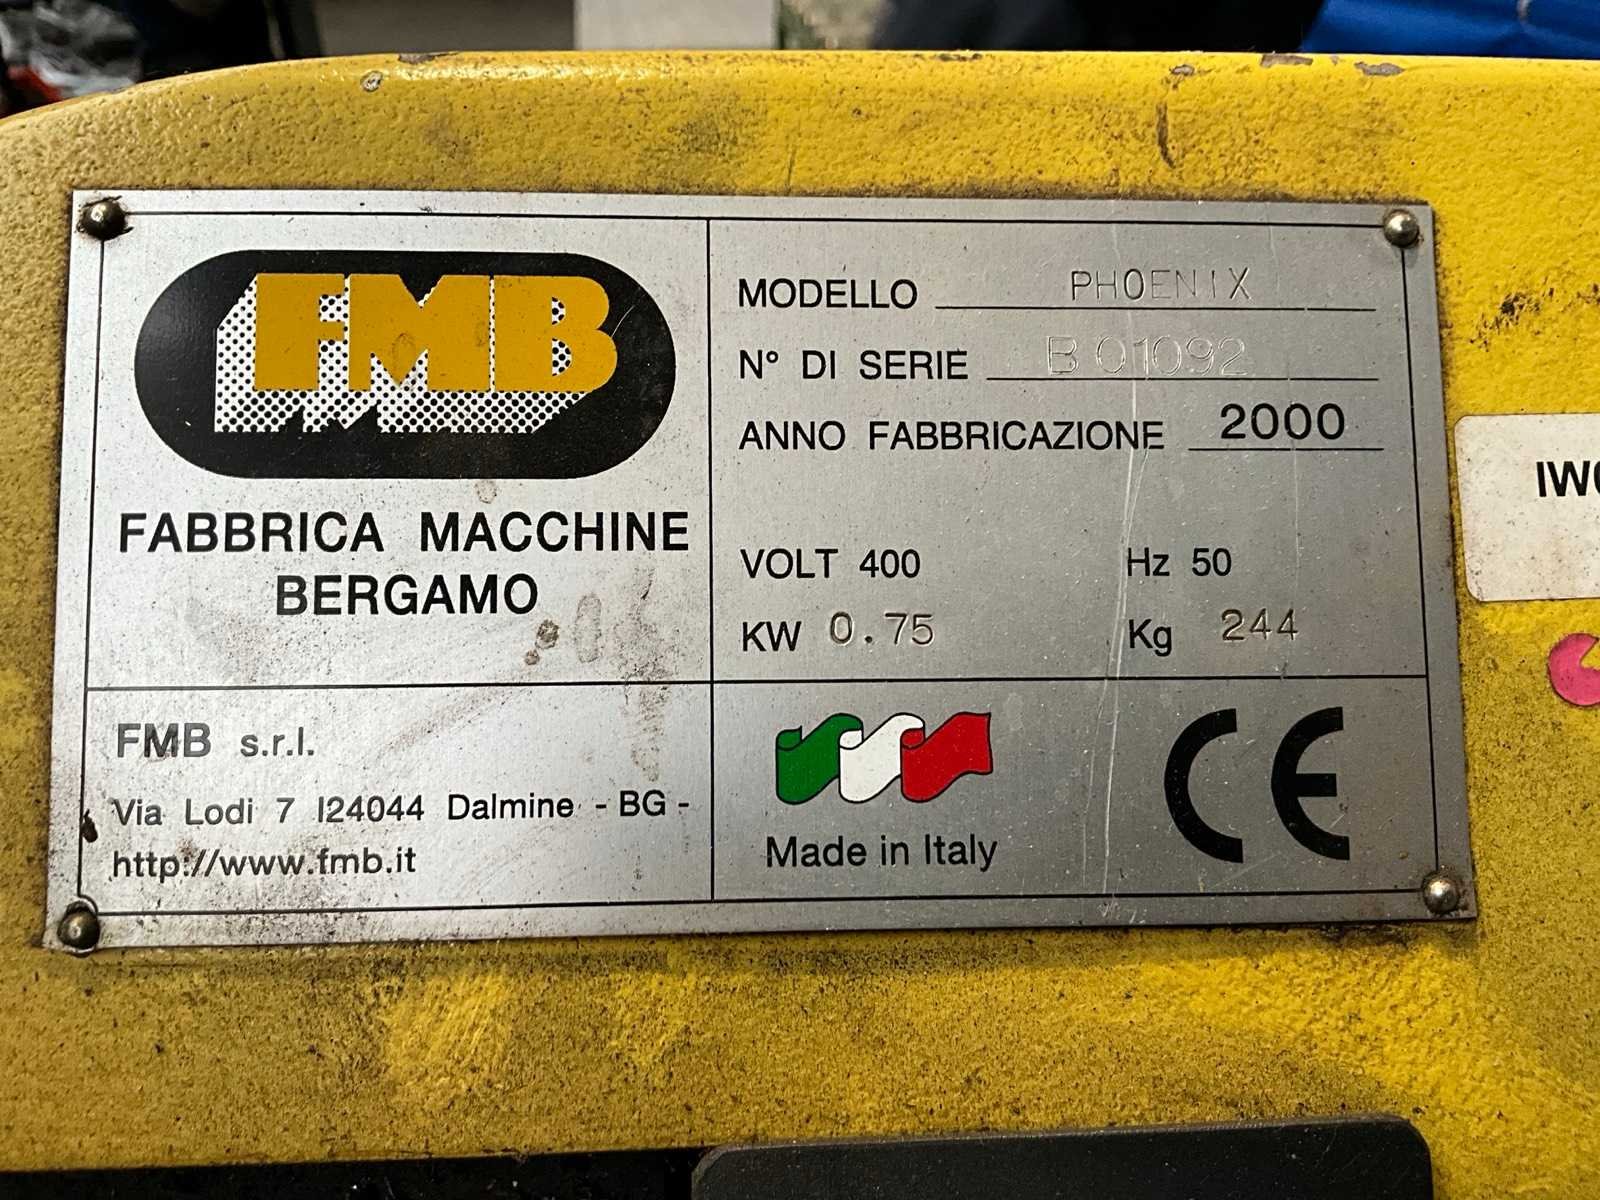 FMB
FABBRICA MACCHINE
BERGAMO
MODELLO PHOENIX
N° DI SERIE B01092
ANNO FABBRICAZIONE 2000
VOLT 400 Hz 50
KW 0.75 Kg 244
FMB s.r.l.
Via Lodi 7 I24044 Dalmine - BG -
http://www.fmb.it
Made in Italy
CE